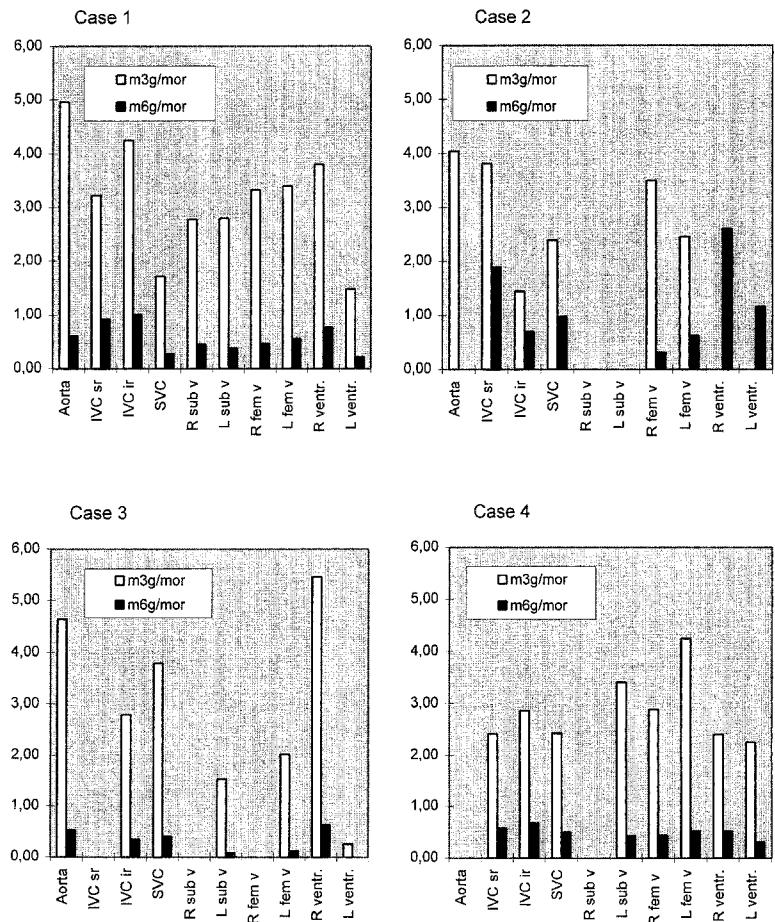 Case 1
6,00
5,00
4,00
3,00
2,00
1,00
0,00
m3g/mor
m6g/mor
Aorta
IVC sr
IVC ir
SVC
R sub v
L sub v
R fem v
L fem v
R ventr.
L ventr.
Case 2
6,00
5,00
4,00
3,00
2,00
1,00
0,00
m3g/mor
m6g/mor
Aorta
IVC sr
IVC ir
SVC
R sub v
L sub v
R fem v
L fem v
R ventr.
L ventr.
Case 3
6,00
5,00
4,00
3,00
2,00
1,00
0,00
m3g/mor
m6g/mor
Aorta
IVC sr
IVC ir
SVC
R sub v
L sub v
R fem v
L fem v
R ventr.
L ventr.
Case 4
6,00
5,00
4,00
3,00
2,00
1,00
0,00
m3g/mor
m6g/mor
Aorta
IVC sr
IVC ir
SVC
R sub v
L sub v
R fem v
L fem v
R ventr.
L ventr.